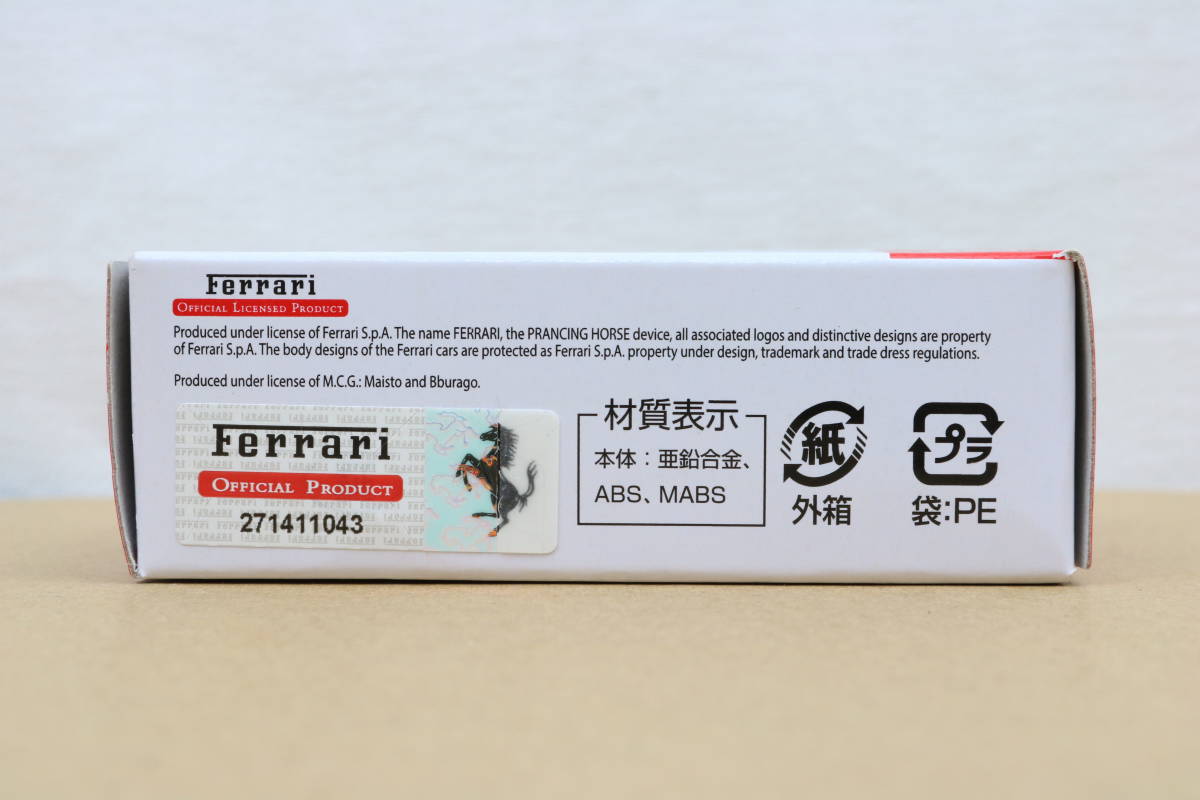 Ferrari
OFFICIAL LICENSED PRODUCT
Produced under license of Ferrari S.p.A. The name FERRARI, the PRANCING HORSE device, all associated logos and distinctive designs are property
of Ferrari S.p.A. The body designs of the Ferrari cars are protected as Ferrari S.p.A. property under design, trademark and trade dress regulations.
Produced under license of M.C.G.: Maisto and Bburago.
Ferrari
OFFICIAL PRODUCT
271411043
材質表示
本体：亜鉛合金、
ABS、MABS
紙
外箱
プラ
袋:PE